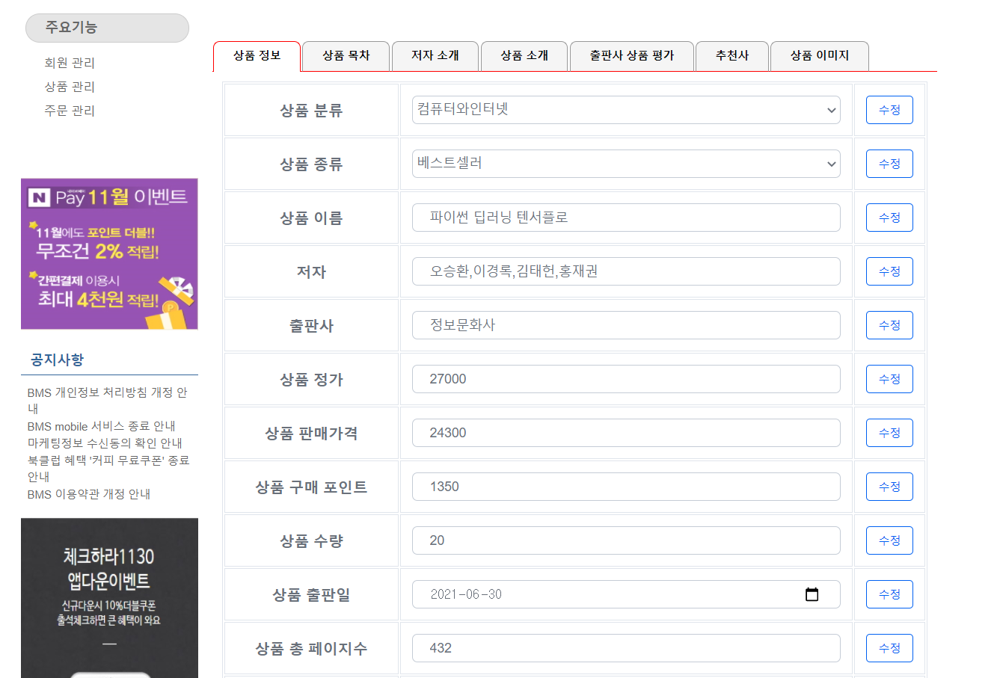 주요기능
회원 관리
상품 관리
주문 관리
N Pay 11월 이벤트
11월에도 포인트 더블!!
무조건 2% 적립!
간편결제 이용시
최대 4천원 적립!
P
공지사항
BMS 개인정보 처리방침 개정 안
내
BMS mobile 서비스 종료 안내
마케팅정보 수신동의 확인 안내
북클럽 혜택 '커피 무료쿠폰' 종료
안내
BMS 이용약관 개정 안내
체크하라1130
앱다운이벤트
신규다운시 10%더블쿠폰
출석체크하면 큰 혜택이 와요
상품 정보 상품 목차 저자 소개 상품 소개 출판사 상품 평가 추천사 상품 이미지
상품 분류 컴퓨터와인터넷 수정
상품 종류 베스트셀러 수정
상품 이름 파이썬 딥러닝 텐서플로 수정
저자 오승환,이경록,김태헌,홍재권 수정
출판사 정보문화사 수정
상품 정가 27000 수정
상품 판매가격 24300 수정
상품 구매 포인트 1350 수정
상품 수량 20 수정
상품 출판일 2021-06-30 수정
상품 총 페이지수 432 수정